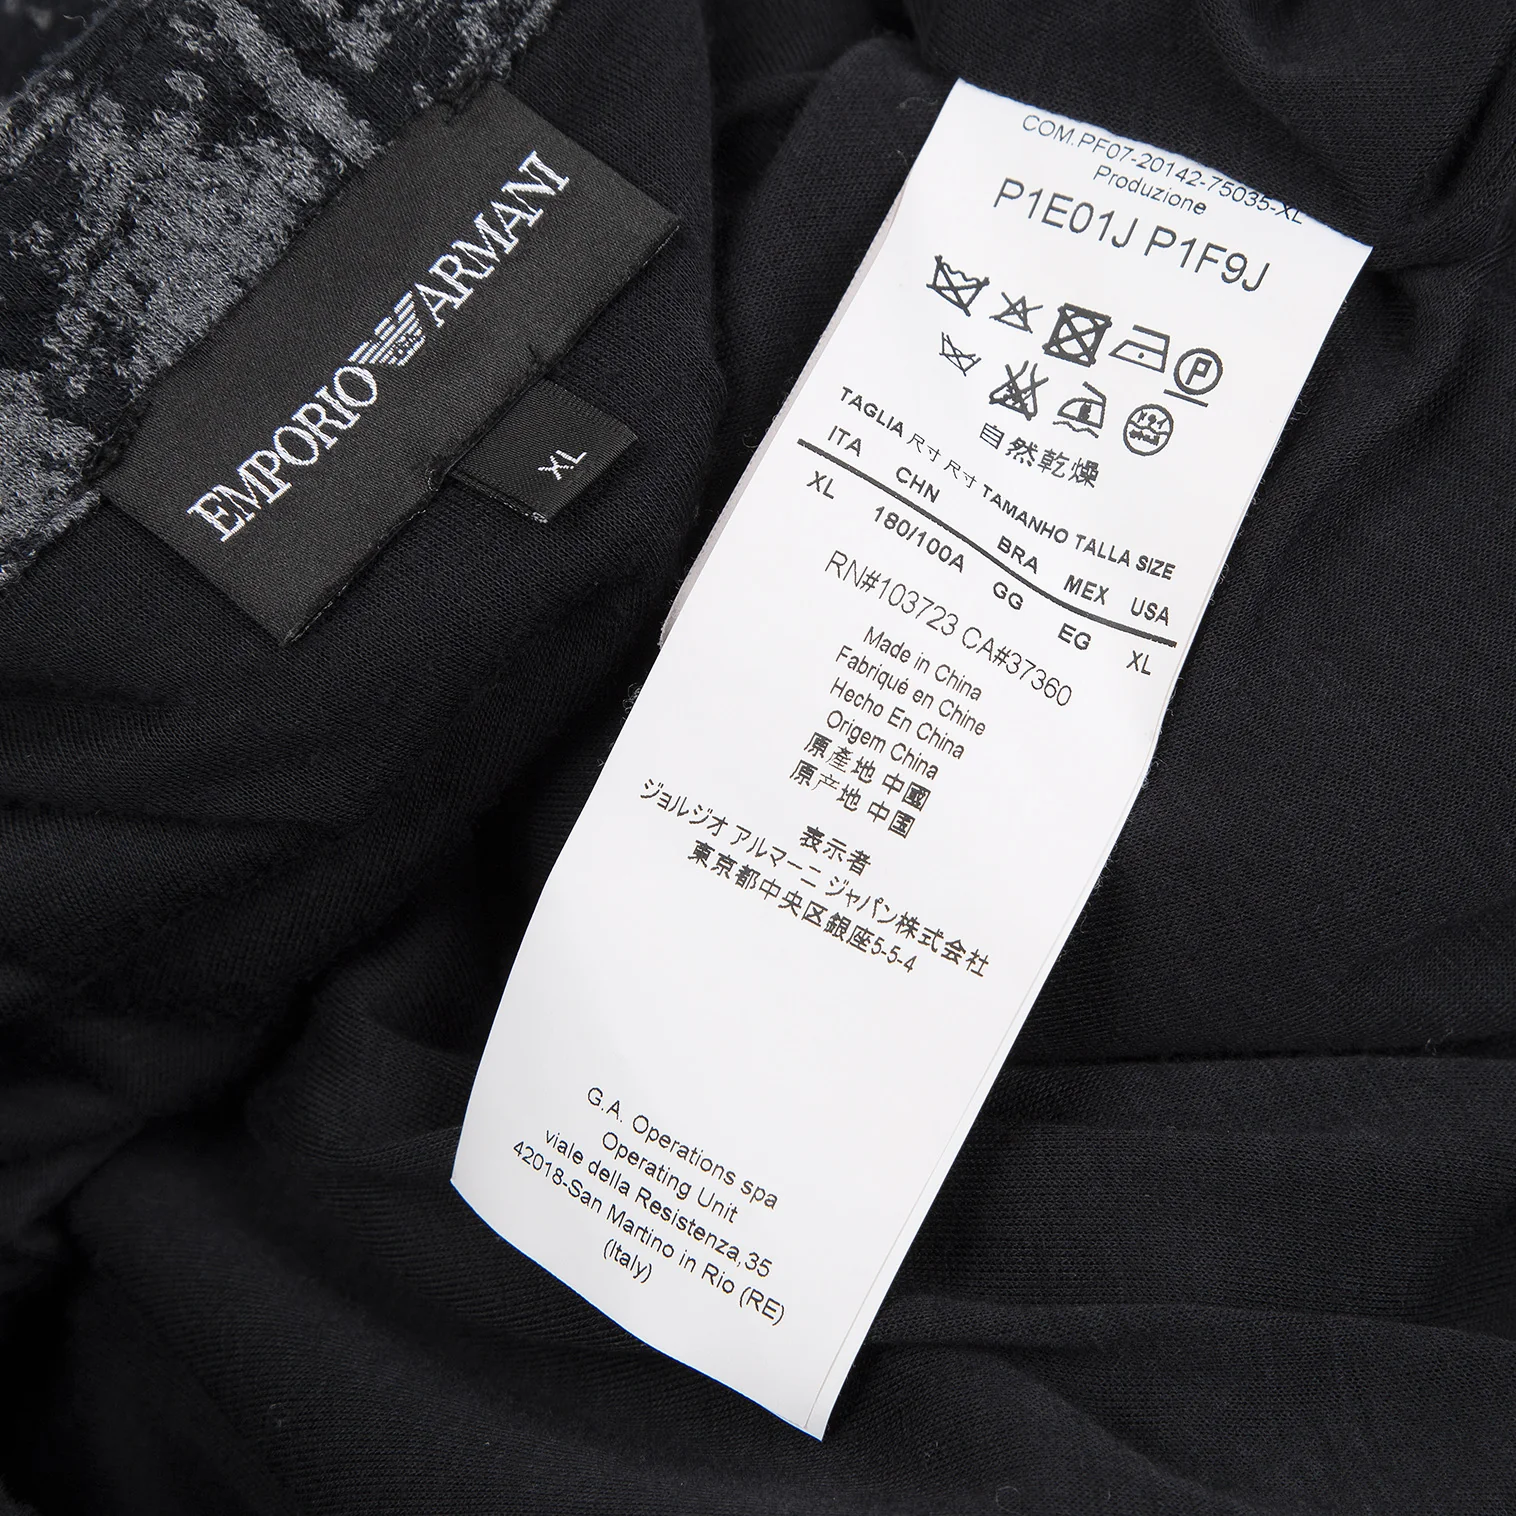 EMPORIO ARMANI
XL
COM.PF07-20142-75035-XL
Produzione
P1E01J P1F9J
P
自然乾燥
TAGLIA 尺寸 尺寸 TAMANHO TALLA SIZE
ITA CHN BRA MEX USA
XL 180/100A GG EG XL
RN#103723 CA#37360
Made in China
Fabriqué en Chine
Hecho En China
Origem China
原產地 中國
原产地 中国
表示者
ジョルジオ アルマーニ ジャパン株式会社
東京都中央区銀座5-5-4
G.A. Operations spa
Operating Unit
viale della Resistenza,35
42018-San Martino in Rio (RE)
(Italy)